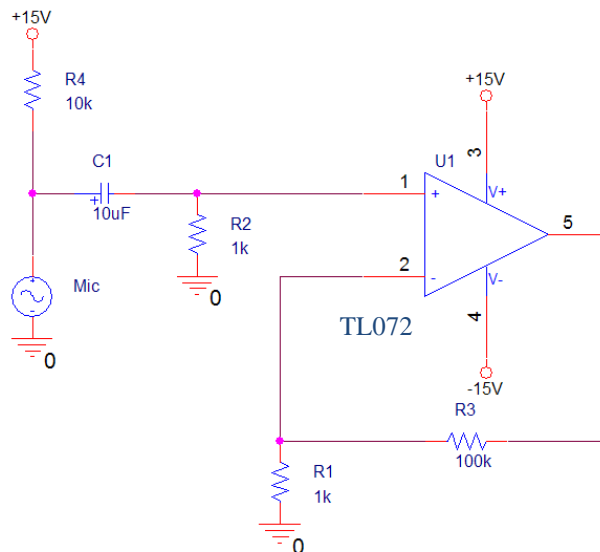 +15V
R4
10k
C1
+
10uF
R2
1k
0
Mic
+
-
0
+15V
3
U1
1
+
V+
5
2
-
V-
4
TL072
-15V
R3
100k
R1
1k
0